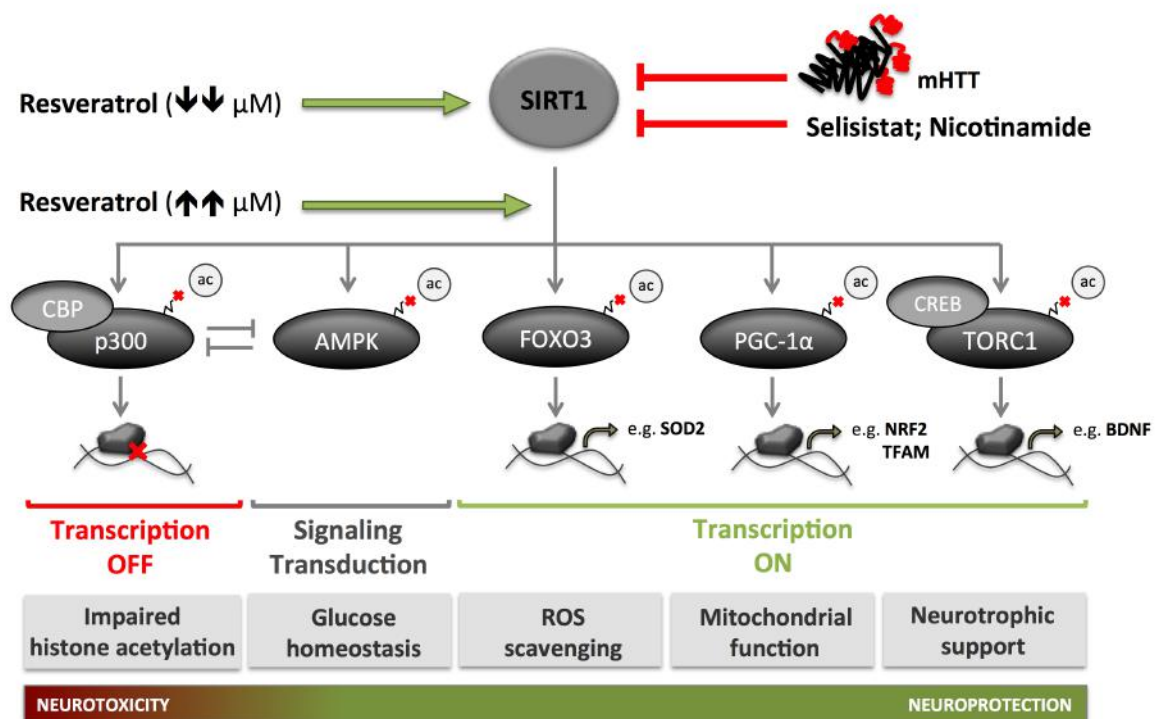 Resveratrol (🡇🡇 μM)
SIRT1
mHTT
Selisistat; Nicotinamide
Resveratrol (🡅🡅 μM)
ac
ac
ac
ac
ac
CBP
p300
AMPK
FOXO3
PGC-1α
CREB
TORC1
e.g. SOD2
e.g. NRF2
TFAM
e.g. BDNF
Transcription
OFF
Signaling
Transduction
Transcription
ON
Impaired
histone acetylation
Glucose
homeostasis
ROS
scavenging
Mitochondrial
function
Neurotrophic
support
NEUROTOXICITY
NEUROPROTECTION